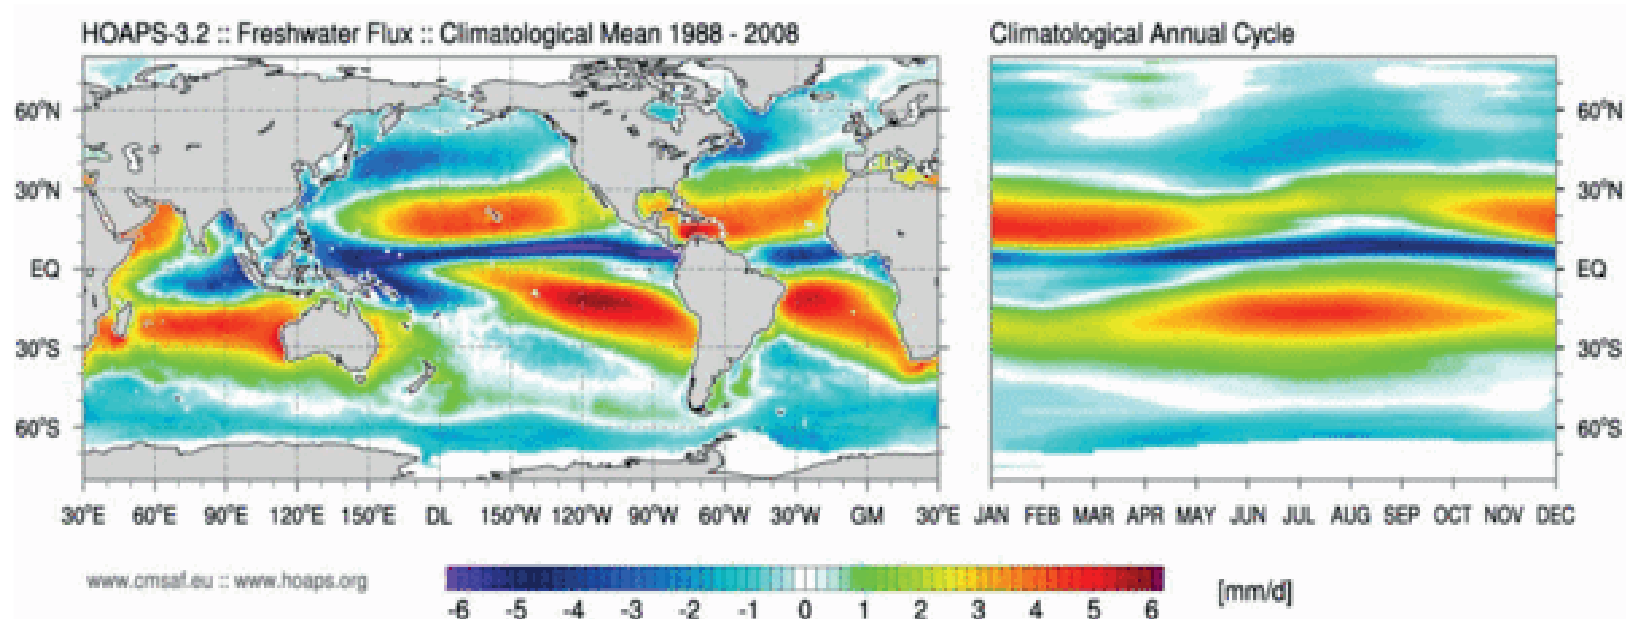 HOAPS-3.2 :: Freshwater Flux :: Climatological Mean 1988 - 2008
Climatological Annual Cycle
60°N
30°N
EQ
30°S
60°S
60°N
30°N
EQ
30°S
60°S
30°E 60°E 90°E 120°E 150°E DL 150°W 120°W 90°W 60°W 30°W GM 30°E
JAN FEB MAR APR MAY JUN JUL AUG SEP OCT NOV DEC
www.cmsaf.eu :: www.hoaps.org
-6 -5 -4 -3 -2 -1 0 1 2 3 4 5 6
[mm/d]